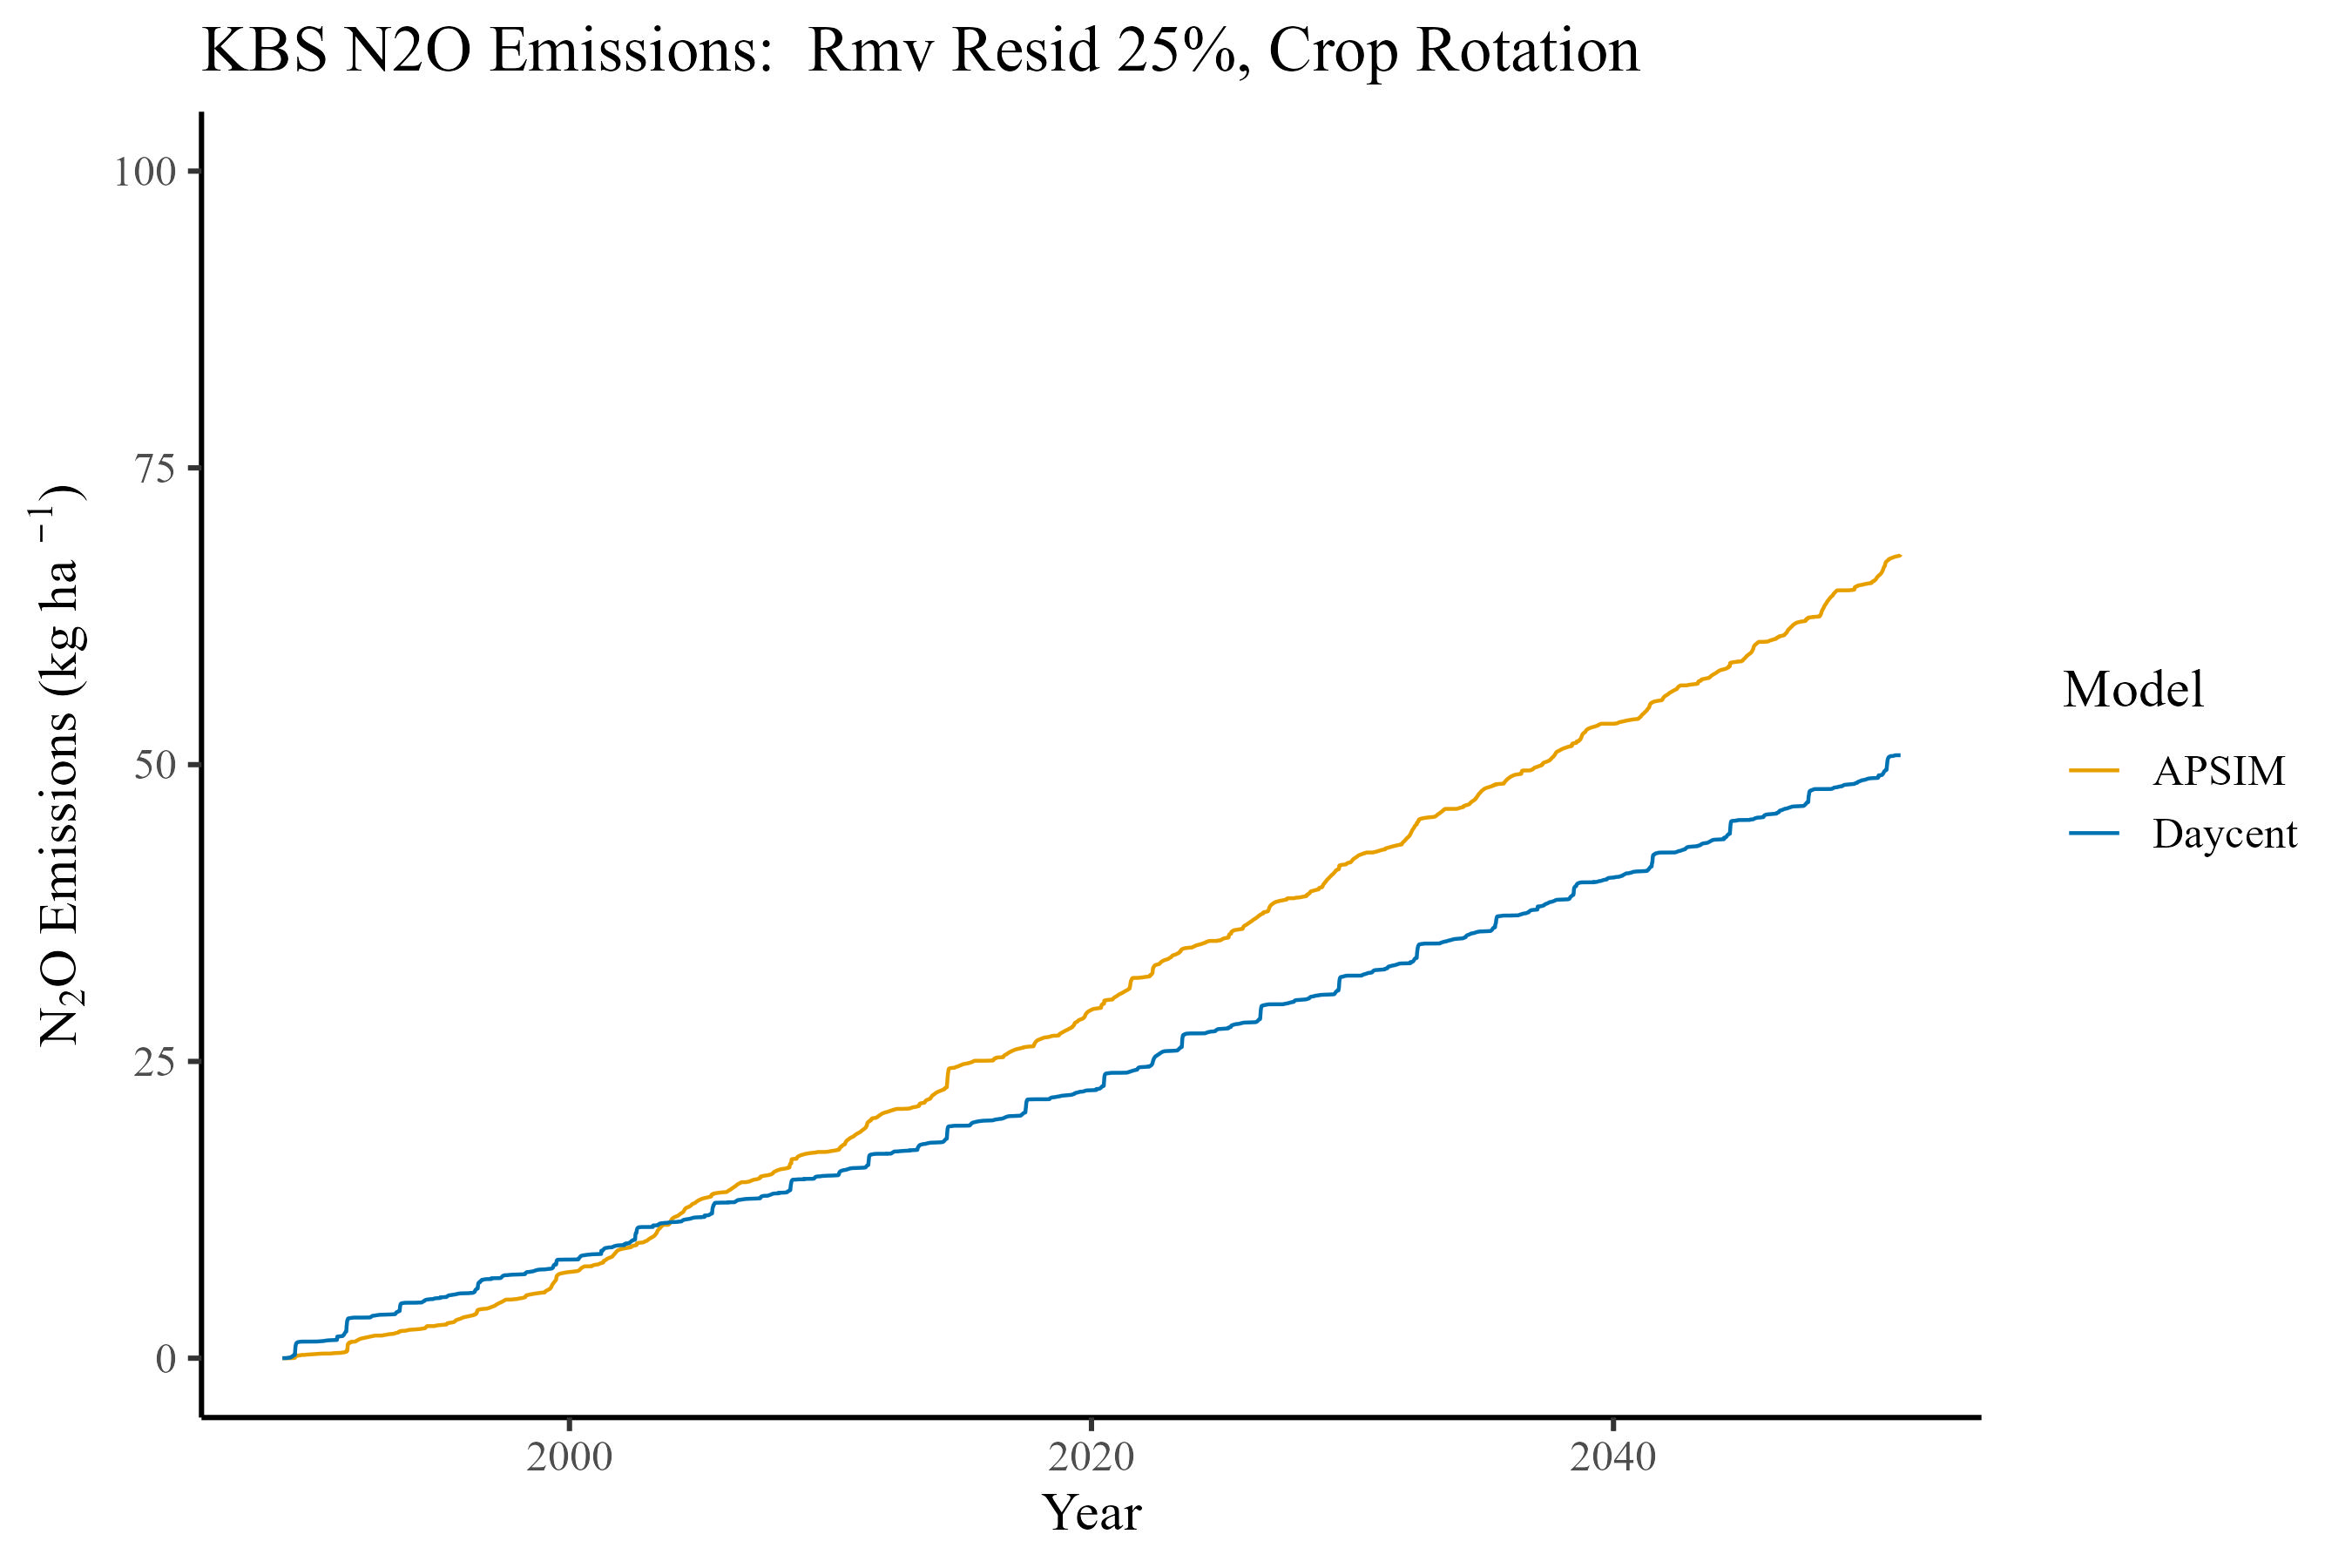 KBS N2O Emissions:  Rmv Resid 25%, Crop Rotation
100
75
50
25
0
N₂O Emissions (kg ha ⁻¹)
2000
2020
2040
Year
Model
APSIM
Daycent